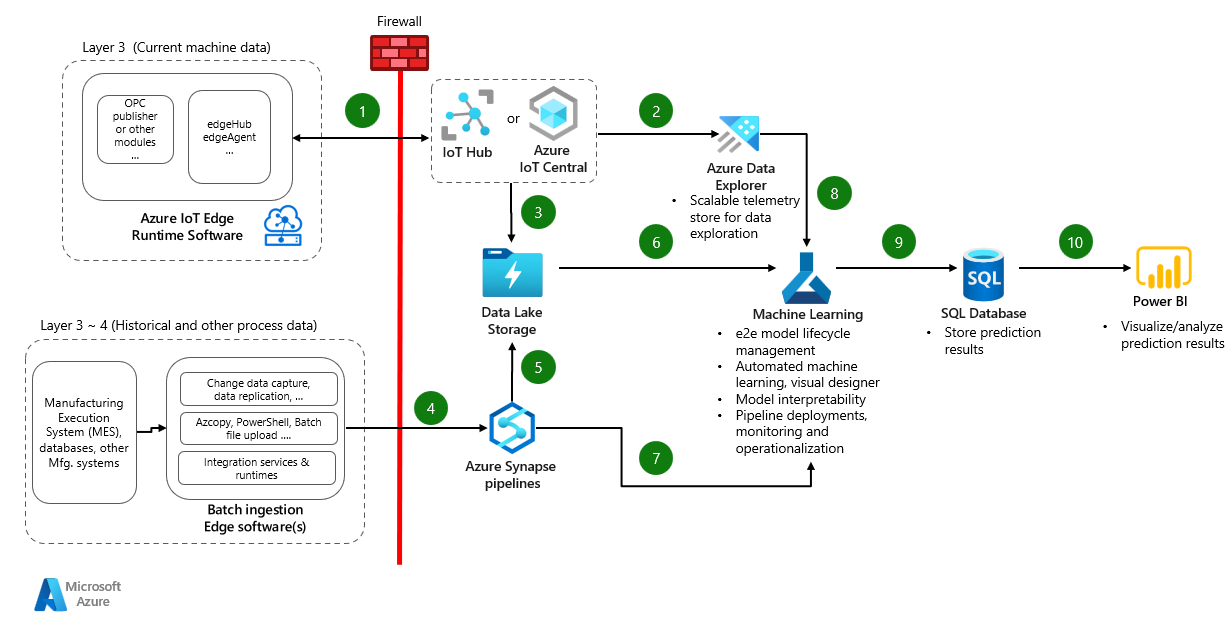 Firewall
Layer 3  (Current machine data)
OPC
publisher
or other
modules
...
edgeHub
edgeAgent
...
Azure IoT Edge
Runtime Software
1
IoT Hub
or
Azure
IoT Central
2
Azure Data
Explorer
• Scalable telemetry
store for data
exploration
3
8
Data Lake
Storage
6
Machine Learning
• e2e model lifecycle
management
• Automated machine
learning, visual designer
• Model interpretability
• Pipeline deployments,
monitoring and
operationalization
9
SQL
SQL Database
• Store prediction
results
10
Power BI
• Visualize/analyze
prediction results
Layer 3 ~ 4 (Historical and other process data)
Manufacturing
Execution
System (MES),
databases, other
Mfg. systems
Change data capture,
data replication, ...
Azcopy, PowerShell, Batch
file upload ....
Integration services &
runtimes
Batch ingestion
Edge software(s)
4
5
Azure Synapse
pipelines
7
Microsoft
Azure